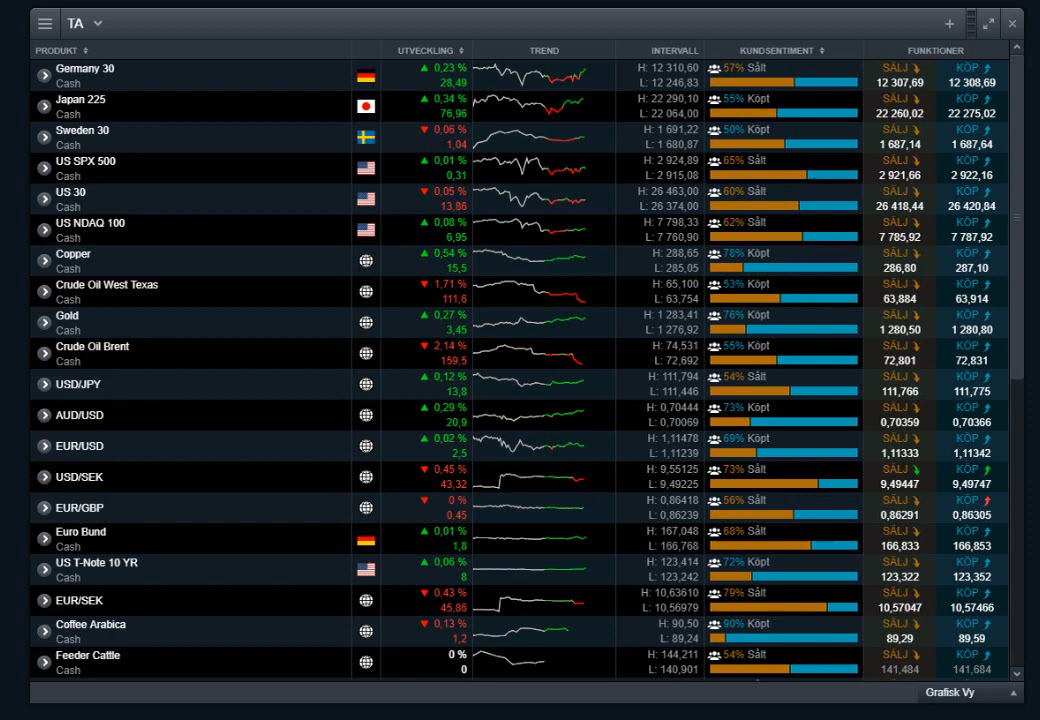 TA
PRODUKT UTVECKLING TREND INTERVALL KUNDSENTIMENT FUNKTIONER
Germany 30 0,23 % H: 12 310,60 57% Sålt SÄLJ KÖP
Cash 28,49 L: 12 246,83 12 307,69 12 308,69
Japan 225 0,34 % H: 22 290,10 55% Köpt SÄLJ KÖP
Cash 76,96 L: 22 064,00 22 260,02 22 275,02
Sweden 30 0,06 % H: 1 691,22 50% Köpt SÄLJ KÖP
Cash 1,04 L: 1 680,87 1 687,14 1 687,64
US SPX 500 0,01 % H: 2 924,89 65% Sålt SÄLJ KÖP
Cash 0,31 L: 2 915,08 2 921,66 2 922,16
US 30 0,05 % H: 26 463,00 60% Sålt SÄLJ KÖP
Cash 13,86 L: 26 374,00 26 418,44 26 420,84
US NDAQ 100 0,08 % H: 7 798,33 62% Sålt SÄLJ KÖP
Cash 6,95 L: 7 760,90 7 785,92 7 787,92
Copper 0,54 % H: 288,65 78% Köpt SÄLJ KÖP
Cash 15,5 L: 285,05 286,80 287,10
Crude Oil West Texas 1,71 % H: 65,100 53% Köpt SÄLJ KÖP
Cash 111,6 L: 63,754 63,884 63,914
Gold 0,27 % H: 1 283,41 76% Köpt SÄLJ KÖP
Cash 3,45 L: 1 276,92 1 280,50 1 280,80
Crude Oil Brent 2,14 % H: 74,531 55% Köpt SÄLJ KÖP
Cash 159,5 L: 72,692 72,801 72,831
USD/JPY 0,12 % H: 111,794 54% Sålt SÄLJ KÖP
13,8 L: 111,446 111,766 111,775
AUD/USD 0,29 % H: 0,70444 73% Köpt SÄLJ KÖP
20,9 L: 0,70069 0,70359 0,70366
EUR/USD 0,02 % H: 1,11478 69% Köpt SÄLJ KÖP
2,5 L: 1,11239 1,11333 1,11342
USD/SEK 0,45 % H: 9,55125 73% Sålt SÄLJ KÖP
43,32 L: 9,49225 9,49447 9,49747
EUR/GBP 0 % H: 0,86418 56% Sålt SÄLJ KÖP
0,45 L: 0,86239 0,86291 0,86305
Euro Bund 0,01 % H: 167,048 68% Sålt SÄLJ KÖP
Cash 1,8 L: 166,768 166,833 166,853
US T-Note 10 YR 0,06 % H: 123,414 72% Köpt SÄLJ KÖP
Cash 8 L: 123,242 123,322 123,352
EUR/SEK 0,43 % H: 10,63610 79% Sålt SÄLJ KÖP
45,86 L: 10,56979 10,57047 10,57466
Coffee Arabica 0,13 % H: 90,50 90% Köpt SÄLJ KÖP
Cash 1,2 L: 89,24 89,29 89,59
Feeder Cattle 0 % H: 144,211 54% Sålt SÄLJ KÖP
Cash 0 L: 140,901 141,484 141,684
Grafisk Vy